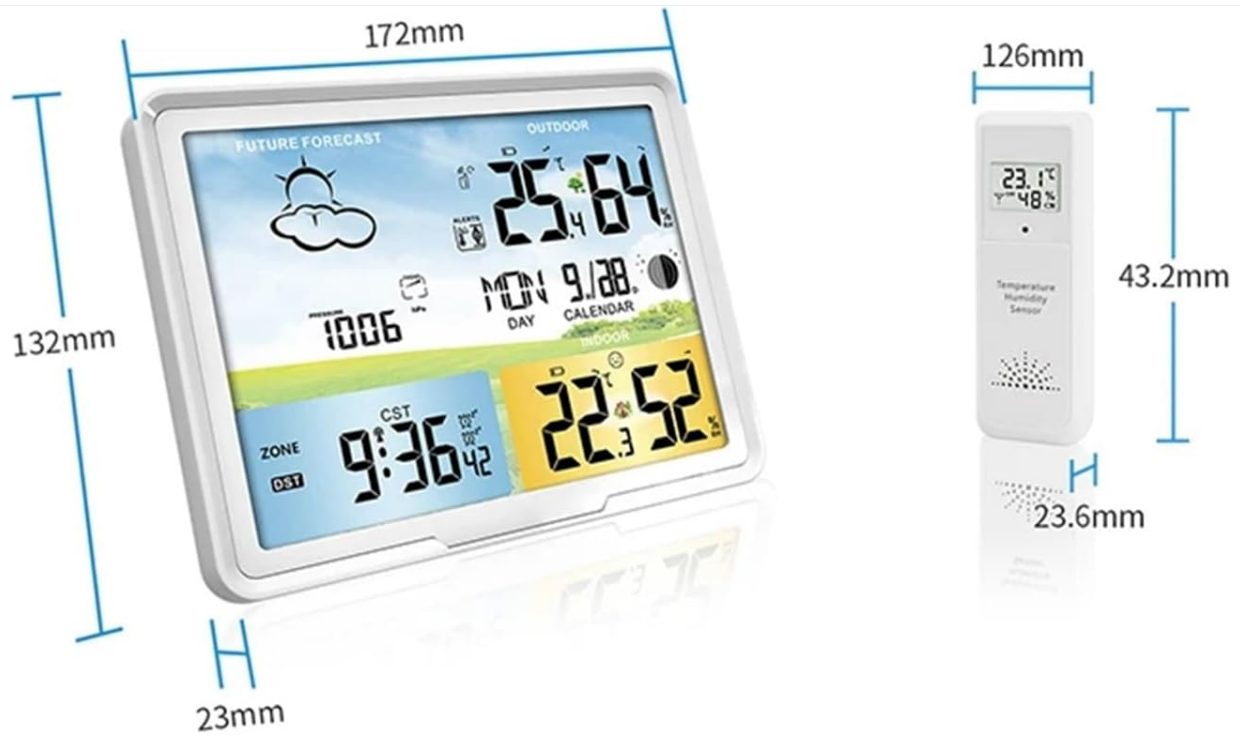 172mm
126mm
132mm
43.2mm
23.6mm
23mm
FUTURE FORECAST
OUTDOOR
25.4 °C 64 %
ALERTS
MON 9./28
DAY CALENDAR
PRESSURE
1006 hPa
INDOOR
22.3 °C 52 %
CST
ZONE 9:36 42
DST
23.1 °C
48 %
Temperature
Humidity
Sensor